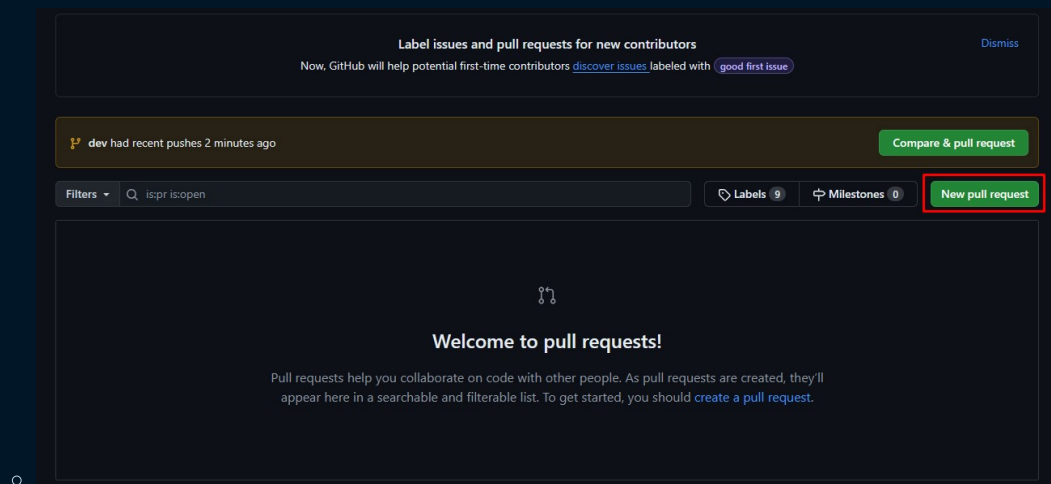 Label issues and pull requests for new contributors
Dismiss
Now, GitHub will help potential first-time contributors discover issues labeled with good first issue
dev had recent pushes 2 minutes ago
Compare & pull request
Filters
is:pr is:open
Labels 9
Milestones 0
New pull request
Welcome to pull requests!
Pull requests help you collaborate on code with other people. As pull requests are created, they'll
appear here in a searchable and filterable list. To get started, you should create a pull request.